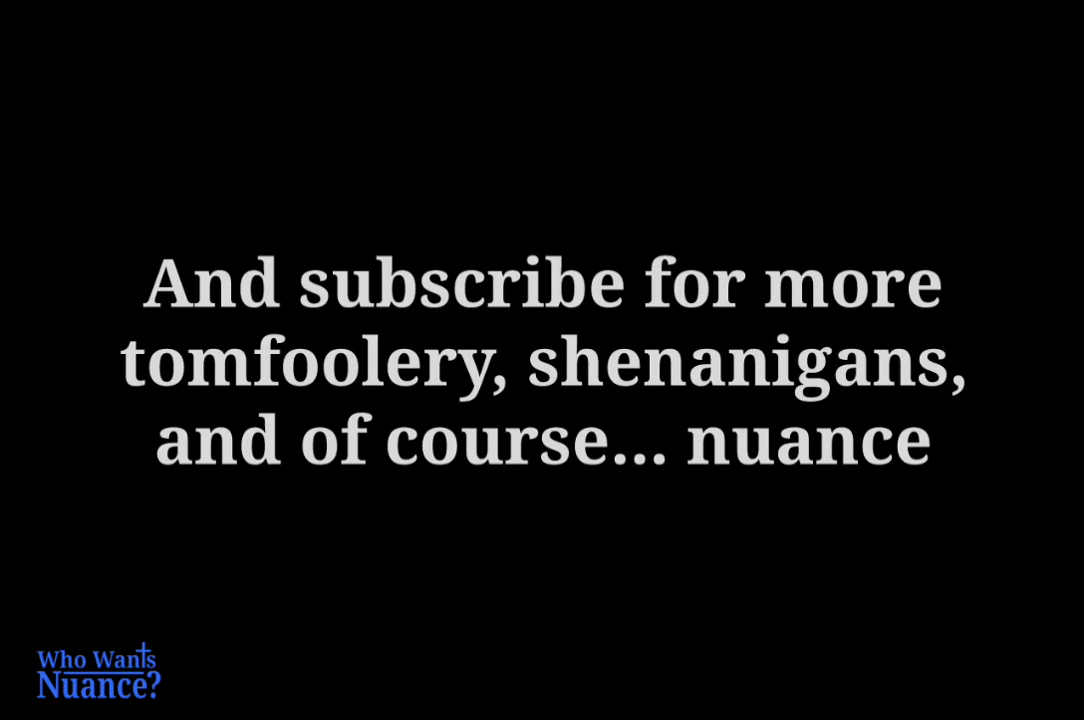 And subscribe for more
tomfoolery, shenanigans,
and of course... nuance
Who Wants
Nuance?